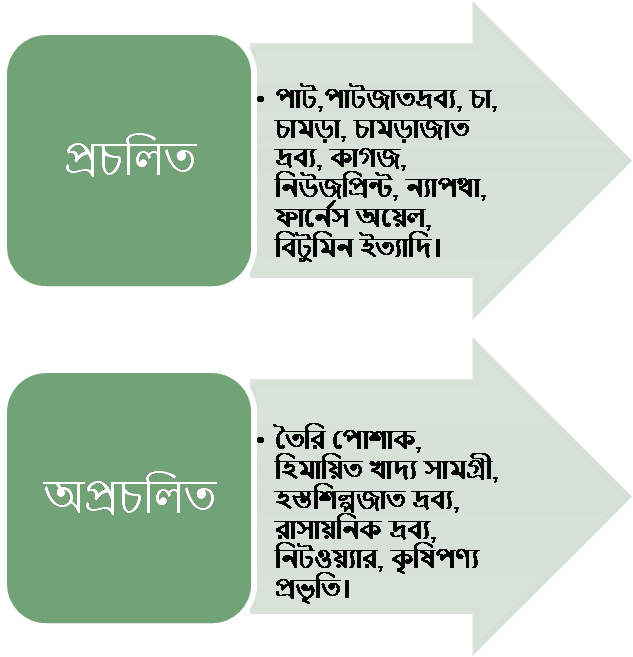 প্রচলিত
• পাট,পাটজাতদ্রব্য, চা,
চামড়া, চামড়াজাত
দ্রব্য, কাগজ,
নিউজপ্রিন্ট, ন্যাপথা,
ফার্নেস অয়েল,
বিটুমিন ইত্যাদি।
অপ্রচলিত
• তৈরি পোশাক,
হিমায়িত খাদ্য সামগ্রী,
হস্তশিল্পজাত দ্রব্য,
রাসায়নিক দ্রব্য,
নিটওয়্যার, কৃষিপণ্য
প্রভৃতি।